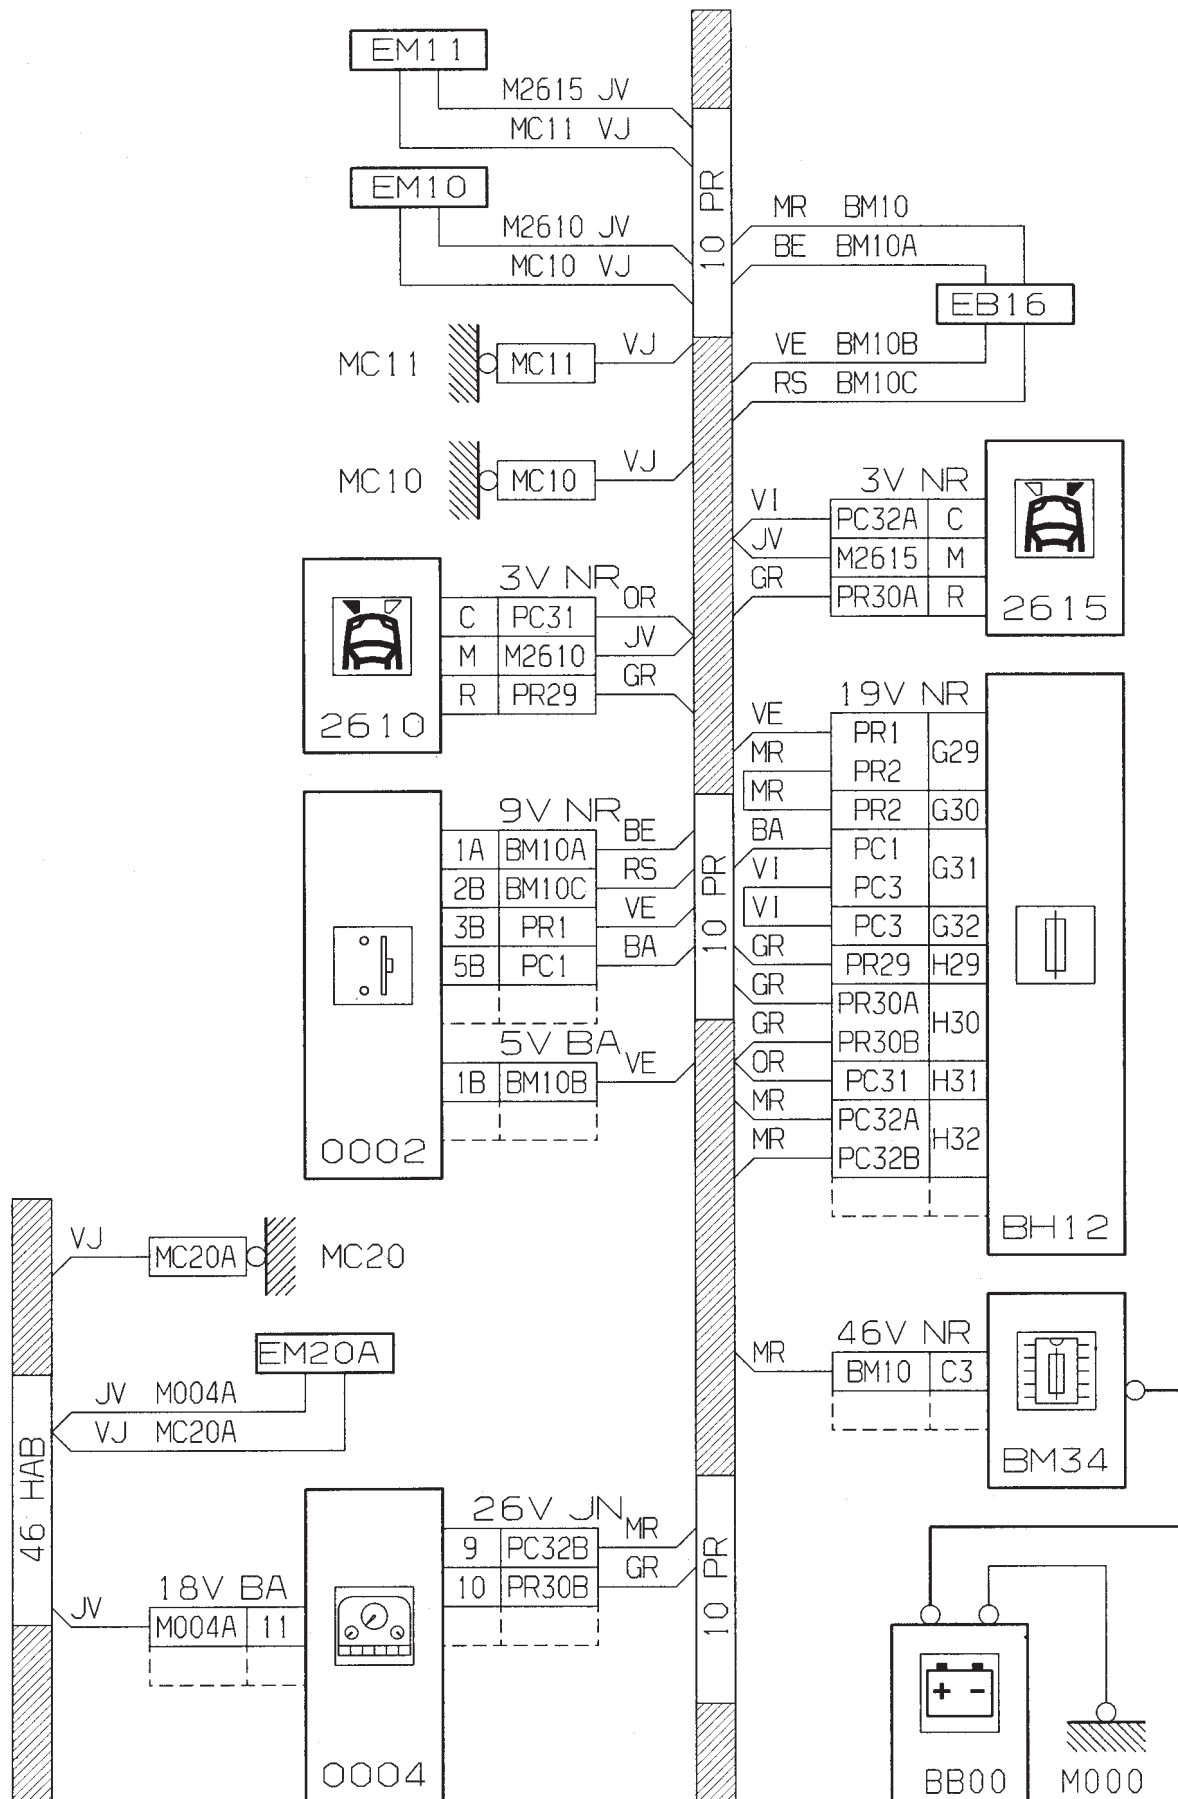 EM11
M2615 JV
MC11 VJ
EM10
M2610 JV
MC10 VJ
10 PR
MR BM10
BE BM10A
EB16
VE BM10B
RS BM10C
MC11
MC11
VJ
MC10
MC10
VJ
3V NR
VI
PC32A C
JV
M2615 M
GR
PR30A R
2615
3V NR
OR
C PC31
JV
M M2610
GR
R PR29
2610
19V NR
VE
PR1
G29
MR
PR2
MR
PR2 G30
BA
PC1
G31
VI
PC3
VI
PC3 G32
GR
PR29 H29
GR
PR30A
H30
GR
PR30B
OR
PC31 H31
MR
PC32A
H32
MR
PC32B
BH12
9V NR
BE
1A BM10A
RS
2B BM10C
VE
3B PR1
BA
5B PC1
10 PR
5V BA
VE
1B BM10B
0002
VJ
MC20A
MC20
EM20A
JV M004A
VJ MC20A
46 HAB
46V NR
MR
BM10 C3
BM34
26V JN
MR
9 PC32B
GR
10 PR30B
10 PR
18V BA
JV
M004A 11
0004
+ -
BB00
M000